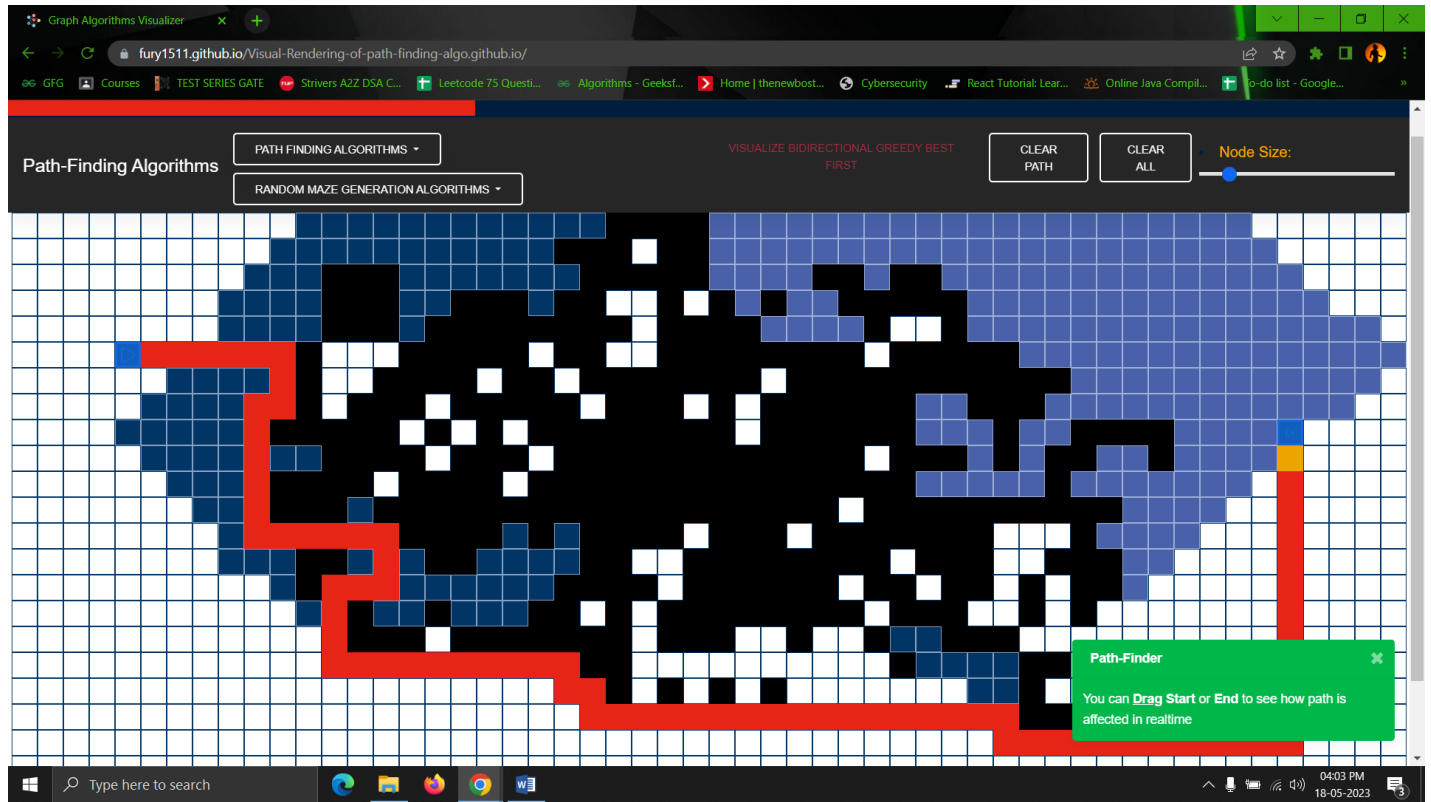 Graph Algorithms Visualizer
fury1511.github.io/Visual-Rendering-of-path-finding-algo.github.io/
GFG Courses TEST SERIES GATE Strivers A2Z DSA C... Leetcode 75 Questi... Algorithms - Geeksf... Home | thenewbost... Cybersecurity React Tutorial: Lear... Online Java Compil... To-do list - Google... »
Path-Finding Algorithms
PATH FINDING ALGORITHMS
RANDOM MAZE GENERATION ALGORITHMS
VISUALIZE BIDIRECTIONAL GREEDY BEST
FIRST
CLEAR
PATH
CLEAR
ALL
Node Size:
Path-Finder
You can Drag Start or End to see how path is
affected in realtime
Type here to search
04:03 PM
18-05-2023
3